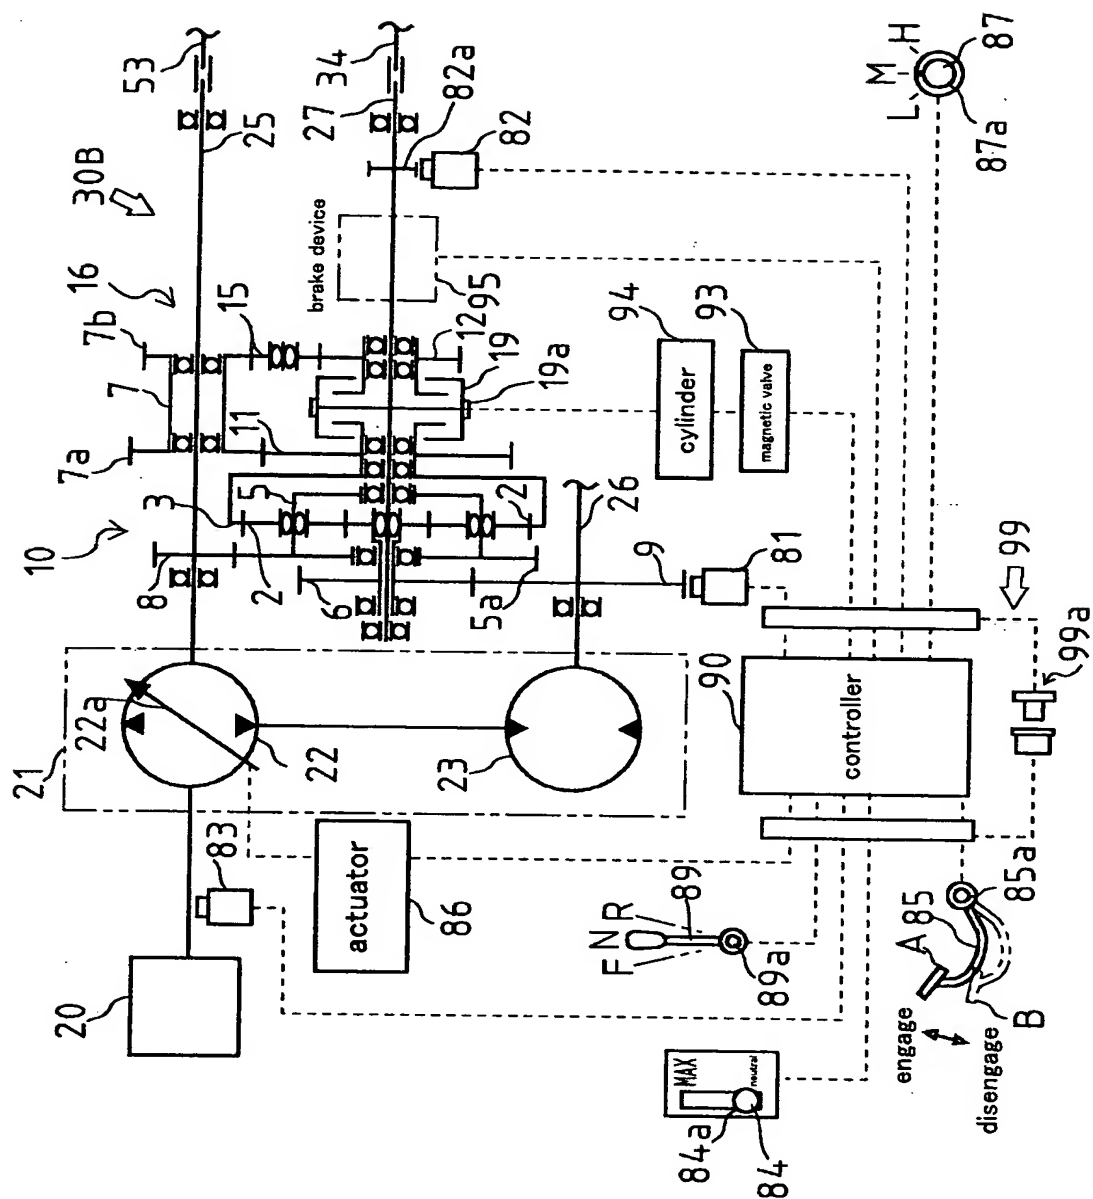 53
34
25
27
82a
82
30B
brake device
16
7b
15
12
95
19
19a
7
7a
11
10
3
8
2
5
2
6
5a
26
9
81
94
cylinder
93
magnetic valve
L M H
87a
87
99
99a
90
controller
21
22a
22
23
83
20
actuator
86
F N R
89
89a
85a
A
85
B
engage
disengage
MAX
neutral
84a
84